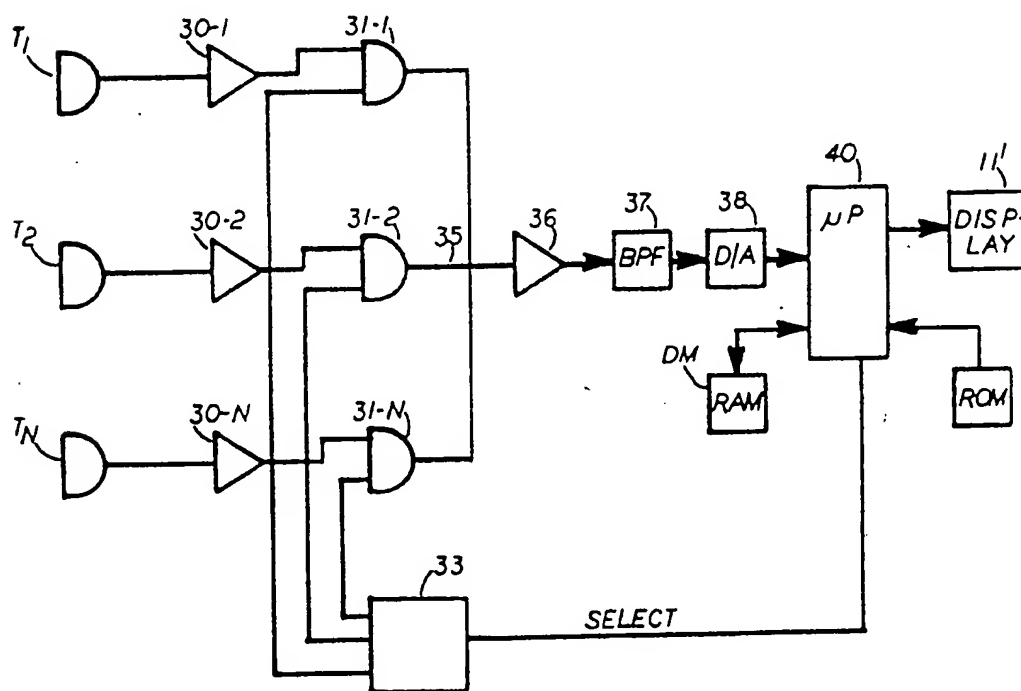 T1
30-1
31-1
T2
30-2
31-2
35
36
37
BPF
38
D/A
40
μP
11'
DISP-
LAY
DM
RAM
ROM
TN
30-N
31-N
33
SELECT